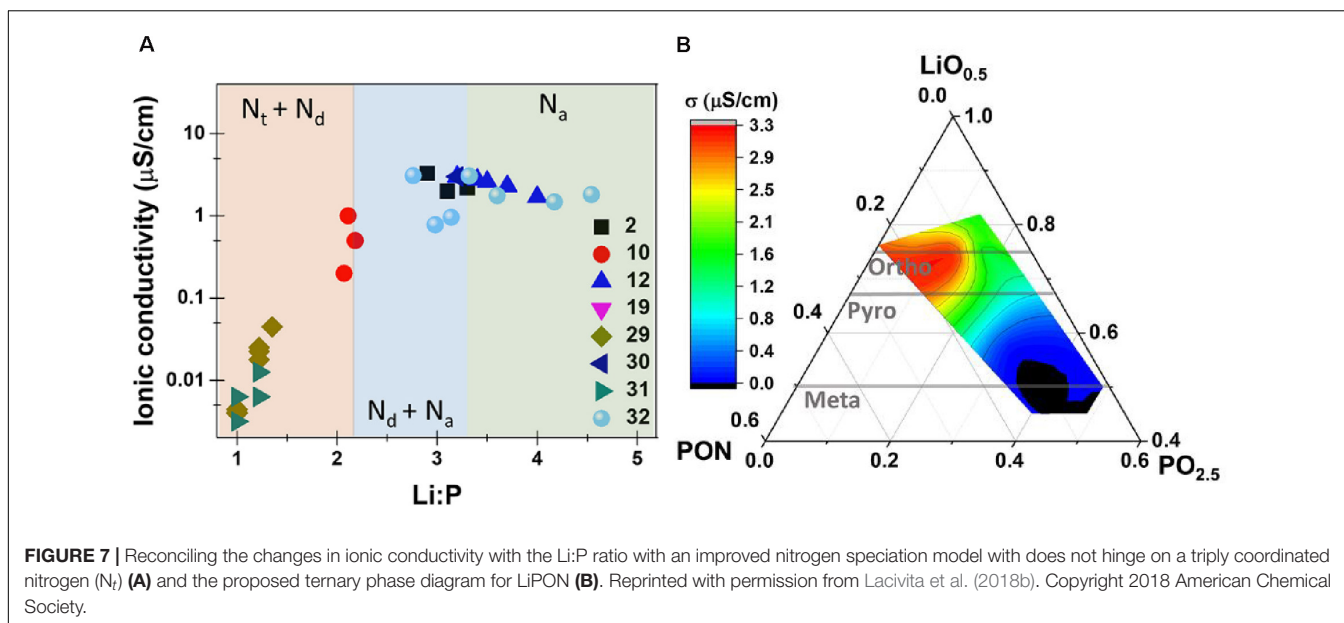 A
Ionic conductivity (µS/cm)
10
1
0.1
0.01
Nt + Nd
Nd + Na
Na
2
10
12
19
29
30
31
32
1 2 3 4 5
Li:P
B
σ (µS/cm)
3.3
2.9
2.5
2.1
1.6
1.2
0.8
0.4
0.0
LiO0.5
0.0
1.0
0.2
0.8
Ortho
Pyro
0.4
0.6
Meta
0.6
0.4
PON
PO2.5
0.0 0.2 0.4 0.6
FIGURE 7 | Reconciling the changes in ionic conductivity with the Li:P ratio with an improved nitrogen speciation model with does not hinge on a triply coordinated
nitrogen (Nt) (A) and the proposed ternary phase diagram for LiPON (B). Reprinted with permission from Lacivita et al. (2018b). Copyright 2018 American Chemical
Society.